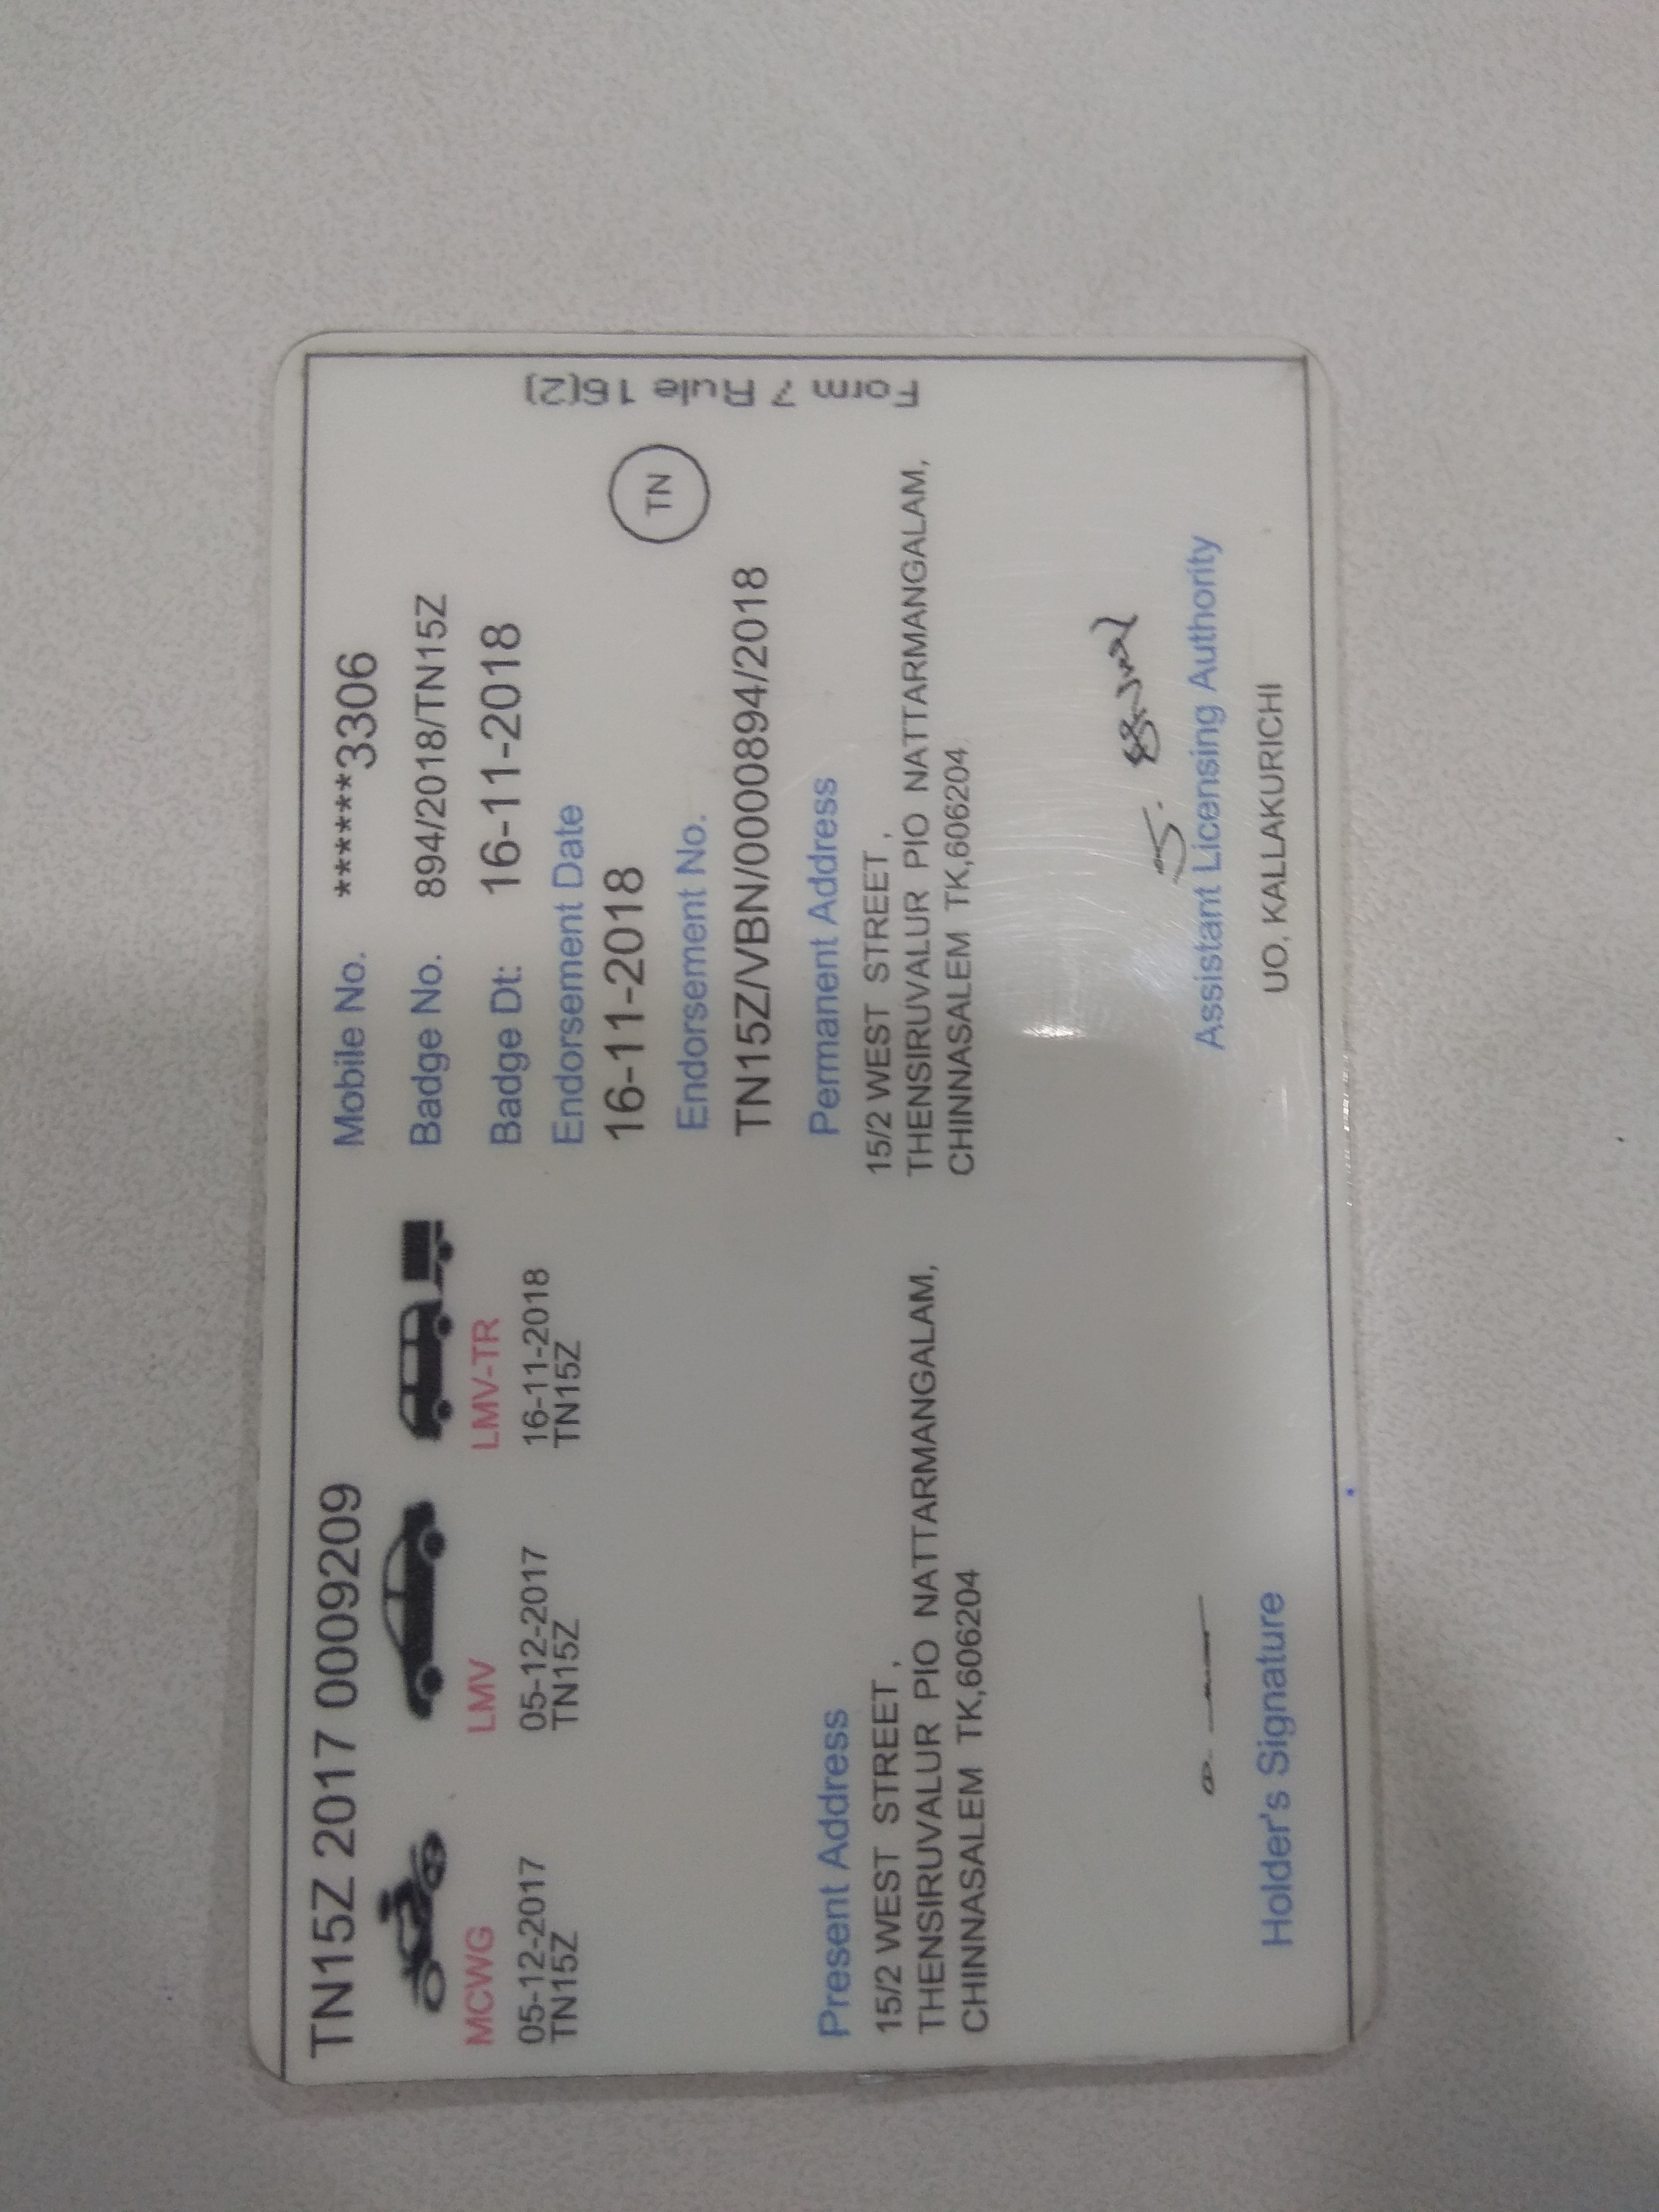 TN15Z 2017 0009209
MCWG
05-12-2017
TN15Z
LMV
05-12-2017
TN15Z
LMV-TR
16-11-2018
TN15Z
Mobile No. ******3306
Badge No. 894/2018/TN15Z
Badge Dt: 16-11-2018
Endorsement Date
16-11-2018
TN
Endorsement No.
TN15Z/VBN/0000894/2018
Form 7 Rule 16(2)
Present Address
15/2 WEST STREET ,
THENSIRUVALUR PIO NATTARMANGALAM,
CHINNASALEM TK,606204
Permanent Address
15/2 WEST STREET ,
THENSIRUVALUR PIO NATTARMANGALAM,
CHINNASALEM TK,606204
Holder's Signature
Assistant Licensing Authority
UO, KALLAKURICHI